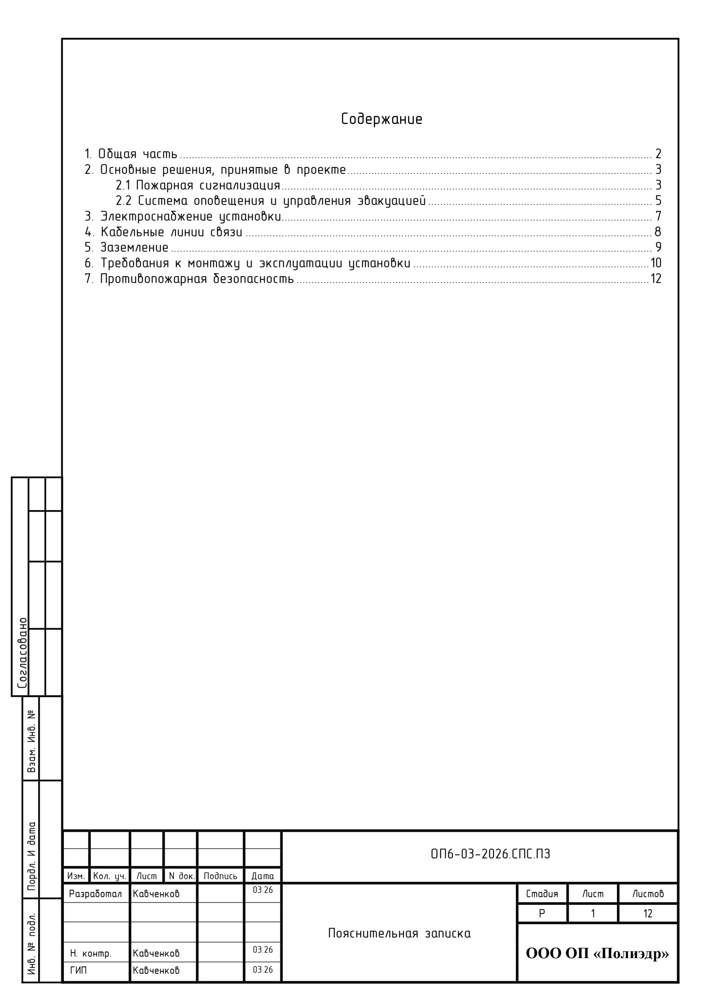 Содержание
1. Общая часть 2
2. Основные решения, принятые в проекте 3
2.1 Пожарная сигнализация 3
2.2 Система оповещения и управления эвакуацией 5
3. Электроснабжение установки 7
4. Кабельные линии связи 8
5. Заземление 9
6. Требования к монтажу и эксплуатации установки 10
7. Противопожарная безопасность 12
Согласовано
Взам. Инв. №
Пордл. И дата
Инв. № подл.
ОП6-03-2026.СПС.ПЗ
Изм. Кол. уч. Лист N док. Подпись Дата
Разработал Кавченков 03.26
Стадия Лист Листов
Р 1 12
Пояснительная записка
Н. контр. Кавченков 03.26
ООО ОП «Полиэдр»
ГИП Кавченков 03.26